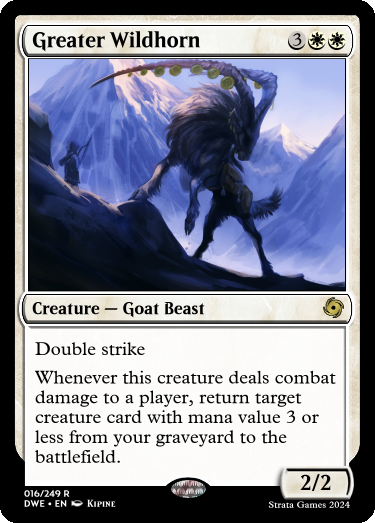 Greater Wildhorn 3
Creature — Goat Beast
Double strike
Whenever this creature deals combat
damage to a player, return target
creature card with mana value 3 or
less from your graveyard to the
battlefield.
2/2
016/249 R
DWE • EN Kipine
Strata Games 2024